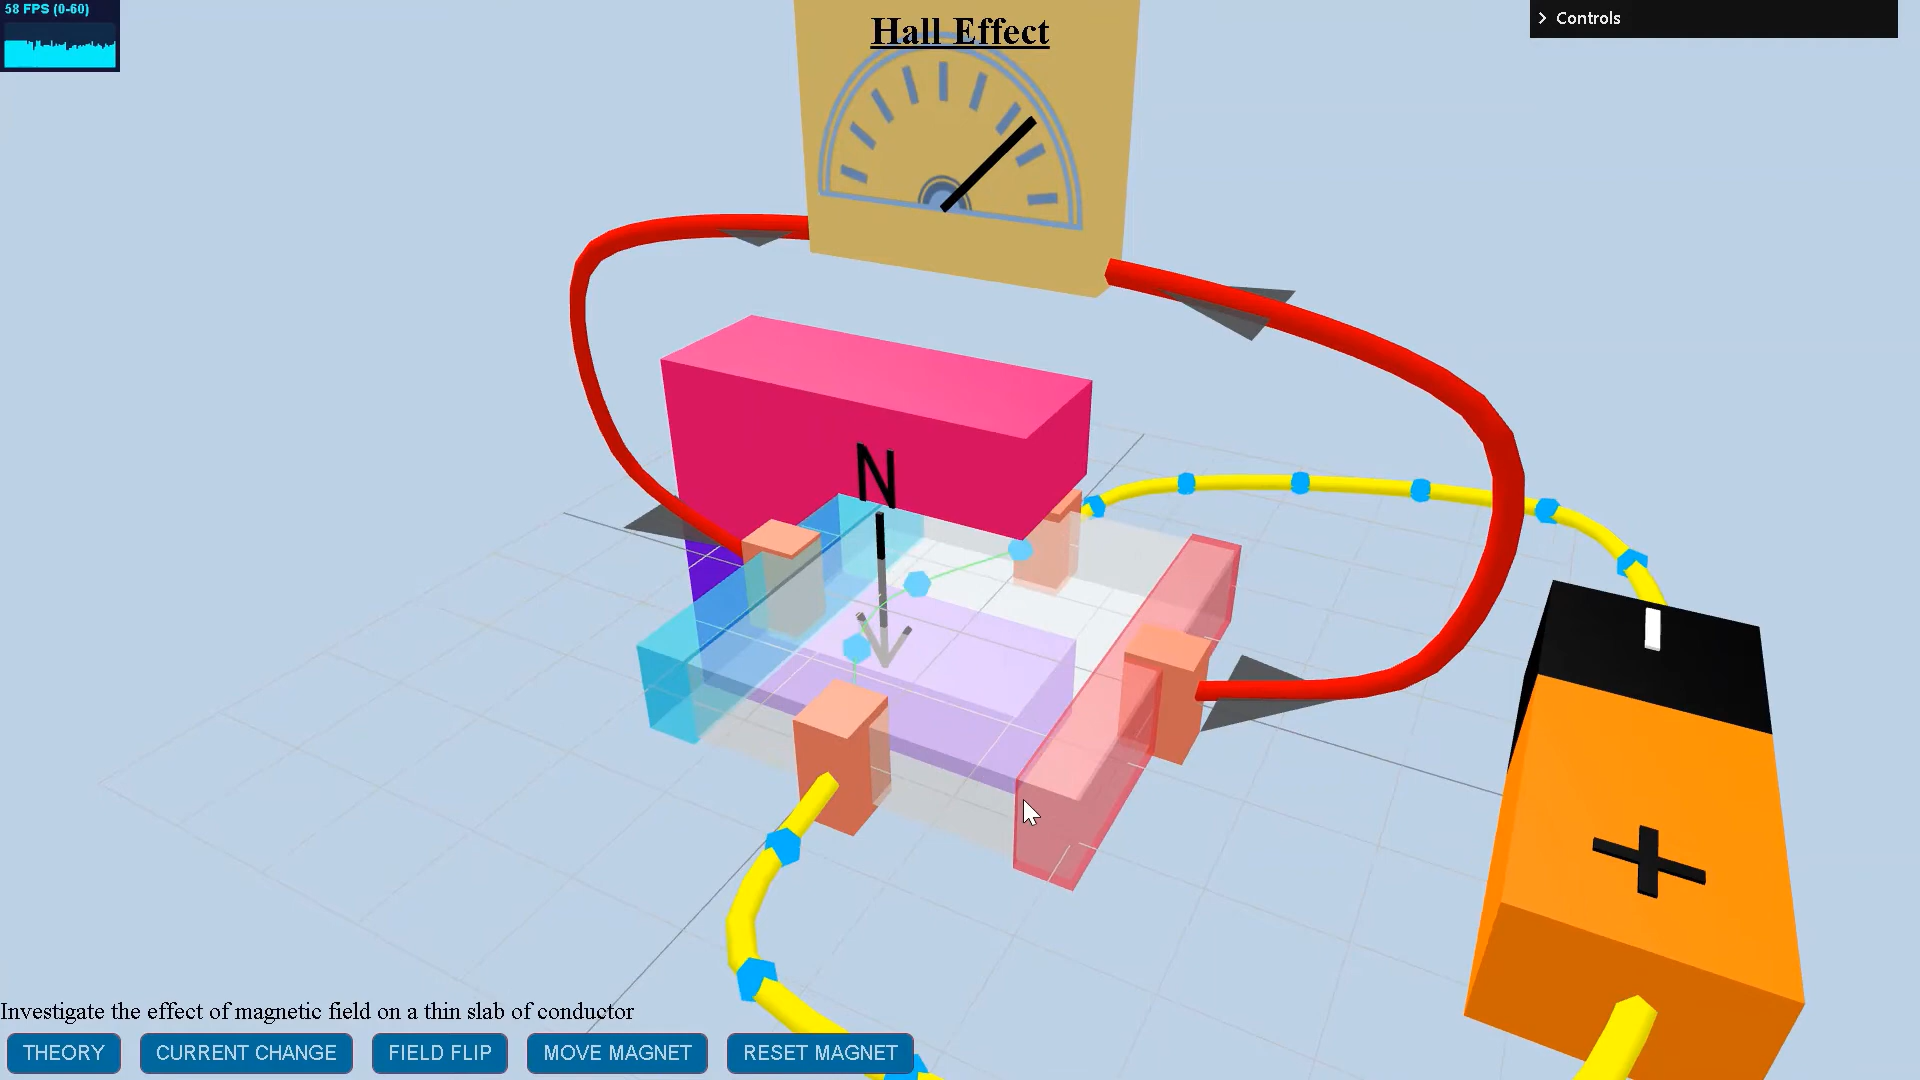 58 FPS (0-60)
Hall Effect
Controls
N
+
Investigate the effect of magnetic field on a thin slab of conductor
THEORY
CURRENT CHANGE
FIELD FLIP
MOVE MAGNET
RESET MAGNET